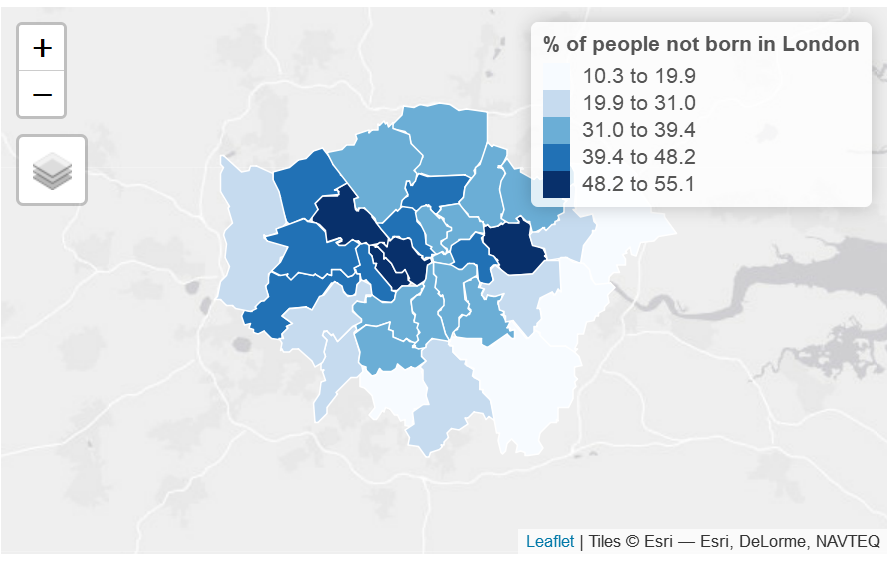 +
−
% of people not born in London
10.3 to 19.9
19.9 to 31.0
31.0 to 39.4
39.4 to 48.2
48.2 to 55.1
Leaflet | Tiles © Esri — Esri, DeLorme, NAVTEQ